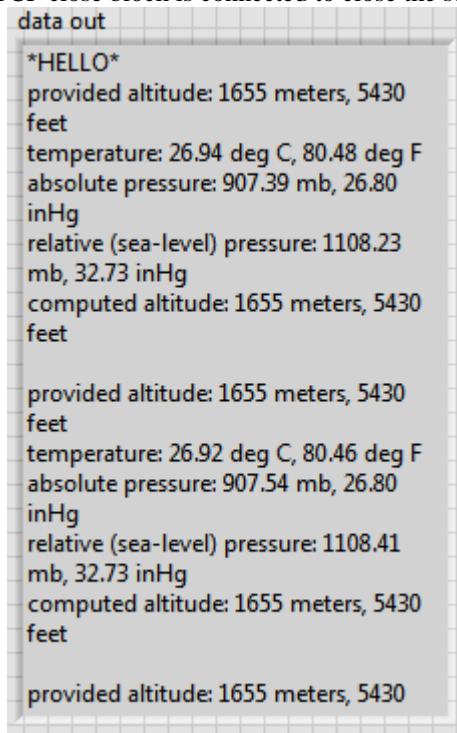 data out
*HELLO*
provided altitude: 1655 meters, 5430
feet
temperature: 26.94 deg C, 80.48 deg F
absolute pressure: 907.39 mb, 26.80
inHg
relative (sea-level) pressure: 1108.23
mb, 32.73 inHg
computed altitude: 1655 meters, 5430
feet

provided altitude: 1655 meters, 5430
feet
temperature: 26.92 deg C, 80.46 deg F
absolute pressure: 907.54 mb, 26.80
inHg
relative (sea-level) pressure: 1108.41
mb, 32.73 inHg
computed altitude: 1655 meters, 5430
feet

provided altitude: 1655 meters, 5430